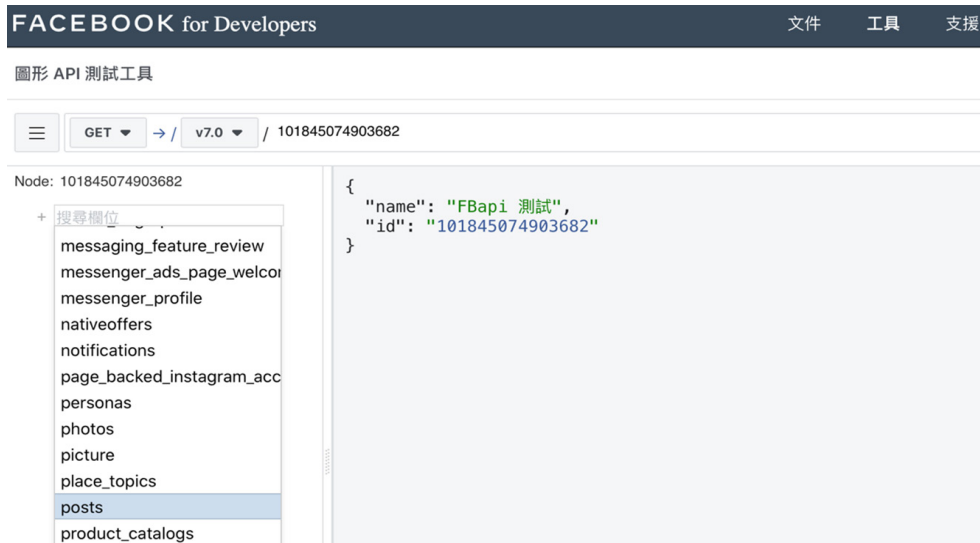 FACEBOOK for Developers 文件 工具 支援
圖形 API 測試工具
GET → / v7.0 / 101845074903682
Node: 101845074903682
+ 搜尋欄位
messaging_feature_review
messenger_ads_page_welcor
messenger_profile
nativeoffers
notifications
page_backed_instagram_acc
personas
photos
picture
place_topics
posts
product_catalogs
{
"name": "FBapi 測試",
"id": "101845074903682"
}